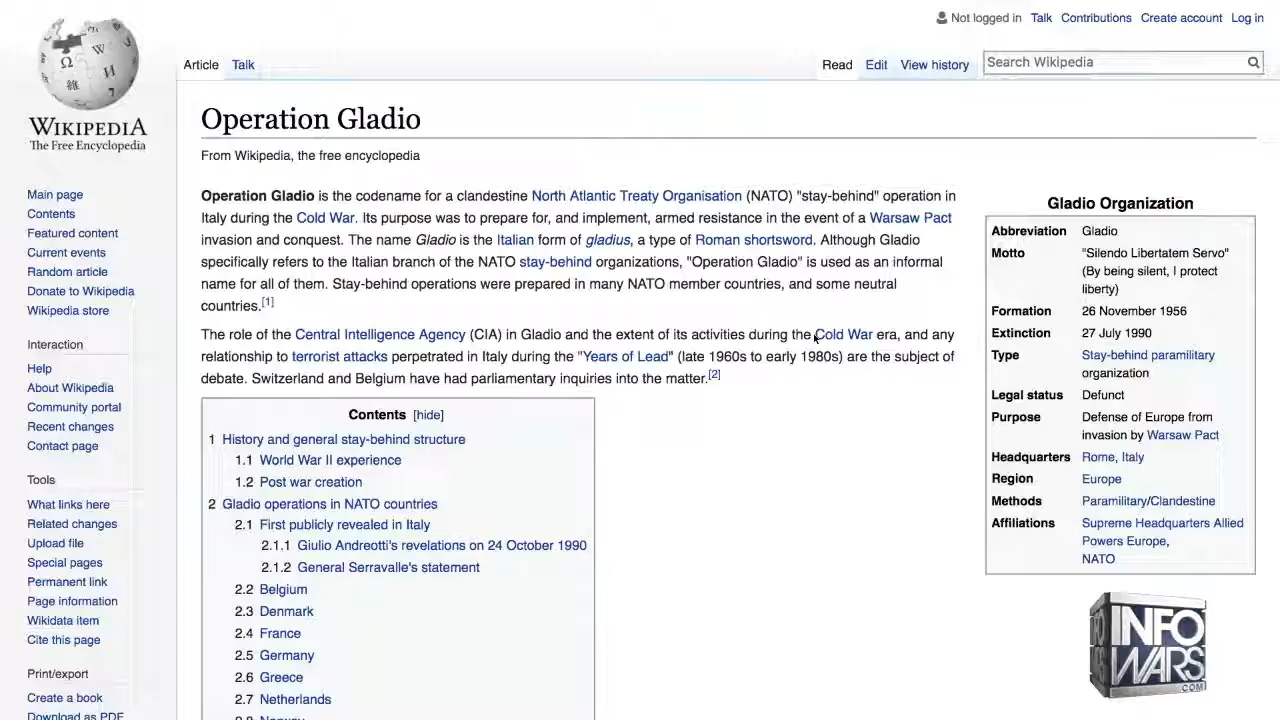 Not logged in Talk Contributions Create account Log in
Article Talk Read Edit View history Search Wikipedia
WIKIPEDIA
The Free Encyclopedia
Main page
Contents
Featured content
Current events
Random article
Donate to Wikipedia
Wikipedia store
Interaction
Help
About Wikipedia
Community portal
Recent changes
Contact page
Tools
What links here
Related changes
Upload file
Special pages
Permanent link
Page information
Wikidata item
Cite this page
Print/export
Create a book
Download as PDF
Operation Gladio
From Wikipedia, the free encyclopedia
Operation Gladio is the codename for a clandestine North Atlantic Treaty Organisation (NATO) "stay-behind" operation in
Italy during the Cold War. Its purpose was to prepare for, and implement, armed resistance in the event of a Warsaw Pact
invasion and conquest. The name Gladio is the Italian form of gladius, a type of Roman shortsword. Although Gladio
specifically refers to the Italian branch of the NATO stay-behind organizations, "Operation Gladio" is used as an informal
name for all of them. Stay-behind operations were prepared in many NATO member countries, and some neutral
countries.[1]
The role of the Central Intelligence Agency (CIA) in Gladio and the extent of its activities during the Cold War era, and any
relationship to terrorist attacks perpetrated in Italy during the "Years of Lead" (late 1960s to early 1980s) are the subject of
debate. Switzerland and Belgium have had parliamentary inquiries into the matter.[2]
Contents [hide]
1 History and general stay-behind structure
1.1 World War II experience
1.2 Post war creation
2 Gladio operations in NATO countries
2.1 First publicly revealed in Italy
2.1.1 Giulio Andreotti's revelations on 24 October 1990
2.1.2 General Serravalle's statement
2.2 Belgium
2.3 Denmark
2.4 France
2.5 Germany
2.6 Greece
2.7 Netherlands
Gladio Organization
Abbreviation Gladio
Motto "Silendo Libertatem Servo"
(By being silent, I protect
liberty)
Formation 26 November 1956
Extinction 27 July 1990
Type Stay-behind paramilitary
organization
Legal status Defunct
Purpose Defense of Europe from
invasion by Warsaw Pact
Headquarters Rome, Italy
Region Europe
Methods Paramilitary/Clandestine
Affiliations Supreme Headquarters Allied
Powers Europe,
NATO
INFO
WARS
.COM